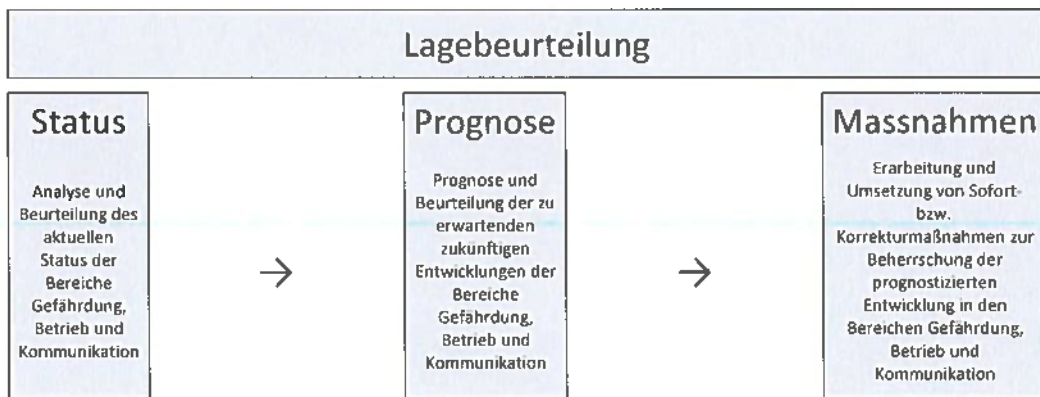 Lagebeurteilung
Status
Analyse und
Beurteilung des
aktuellen
Status der
Bereiche
Gefährdung,
Betrieb und
Kommunikation
→
Prognose
Prognose und
Beurteilung der zu
erwartenden
zukünftigen
Entwicklungen der
Bereiche
Gefährdung,
Betrieb und
Kommunikation
→
Massnahmen
Erarbeitung und
Umsetzung von Sofort-
bzw.
Korrekturmaßnahmen zur
Beherrschung der
prognostizierten
Entwicklung in den
Bereichen Gefährdung,
Betrieb und
Kommunikation